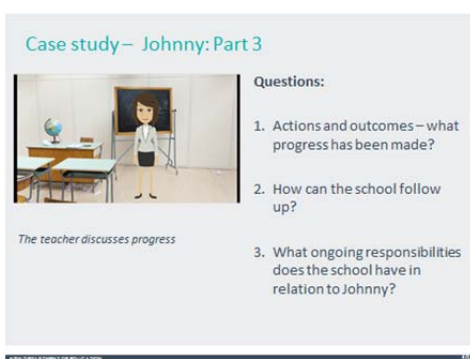 Case study – Johnny: Part 3
Questions:
1. Actions and outcomes – what
progress has been made?
2. How can the school follow
up?
3. What ongoing responsibilities
does the school have in
relation to Johnny?
The teacher discusses progress